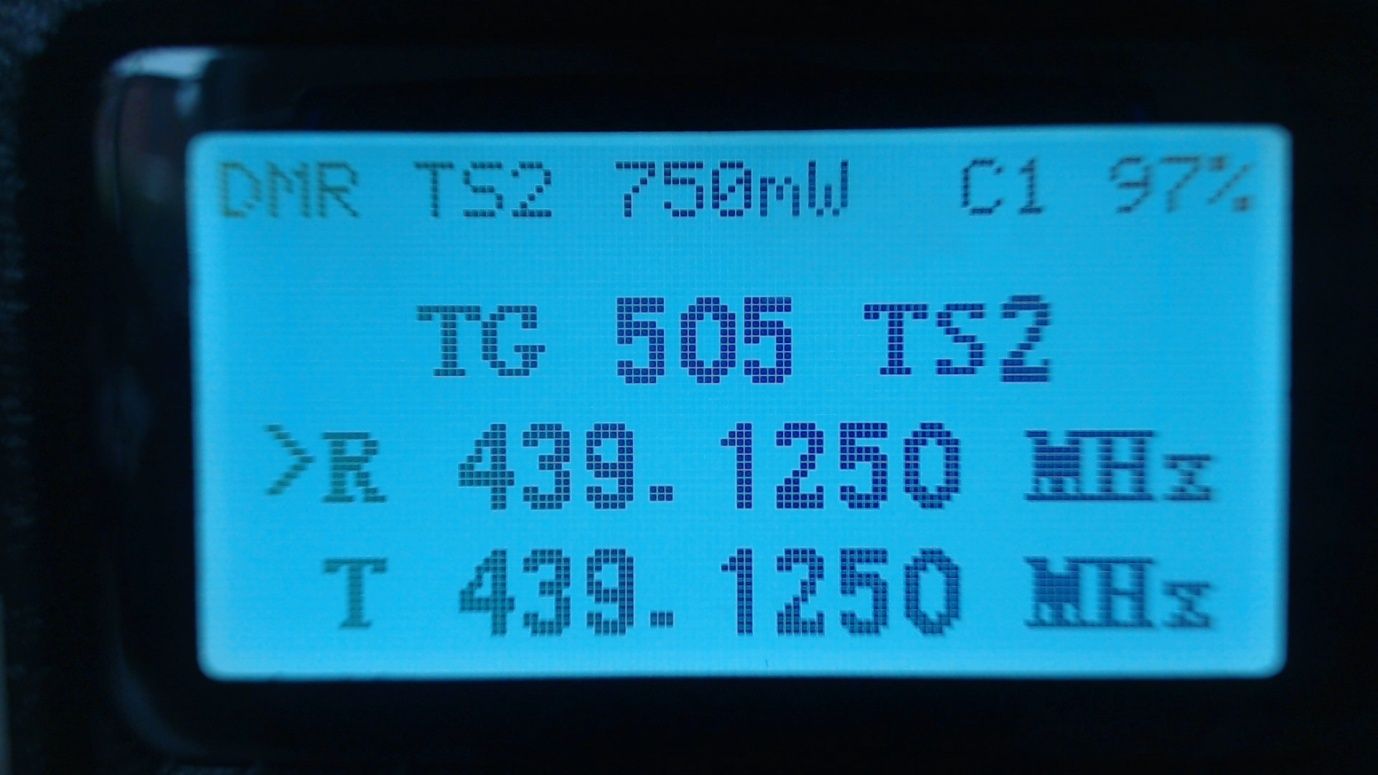 DMR TS2 750mW C1 97%
TG 505 TS2
>R 439.1250 MHz
T 439.1250 MHz